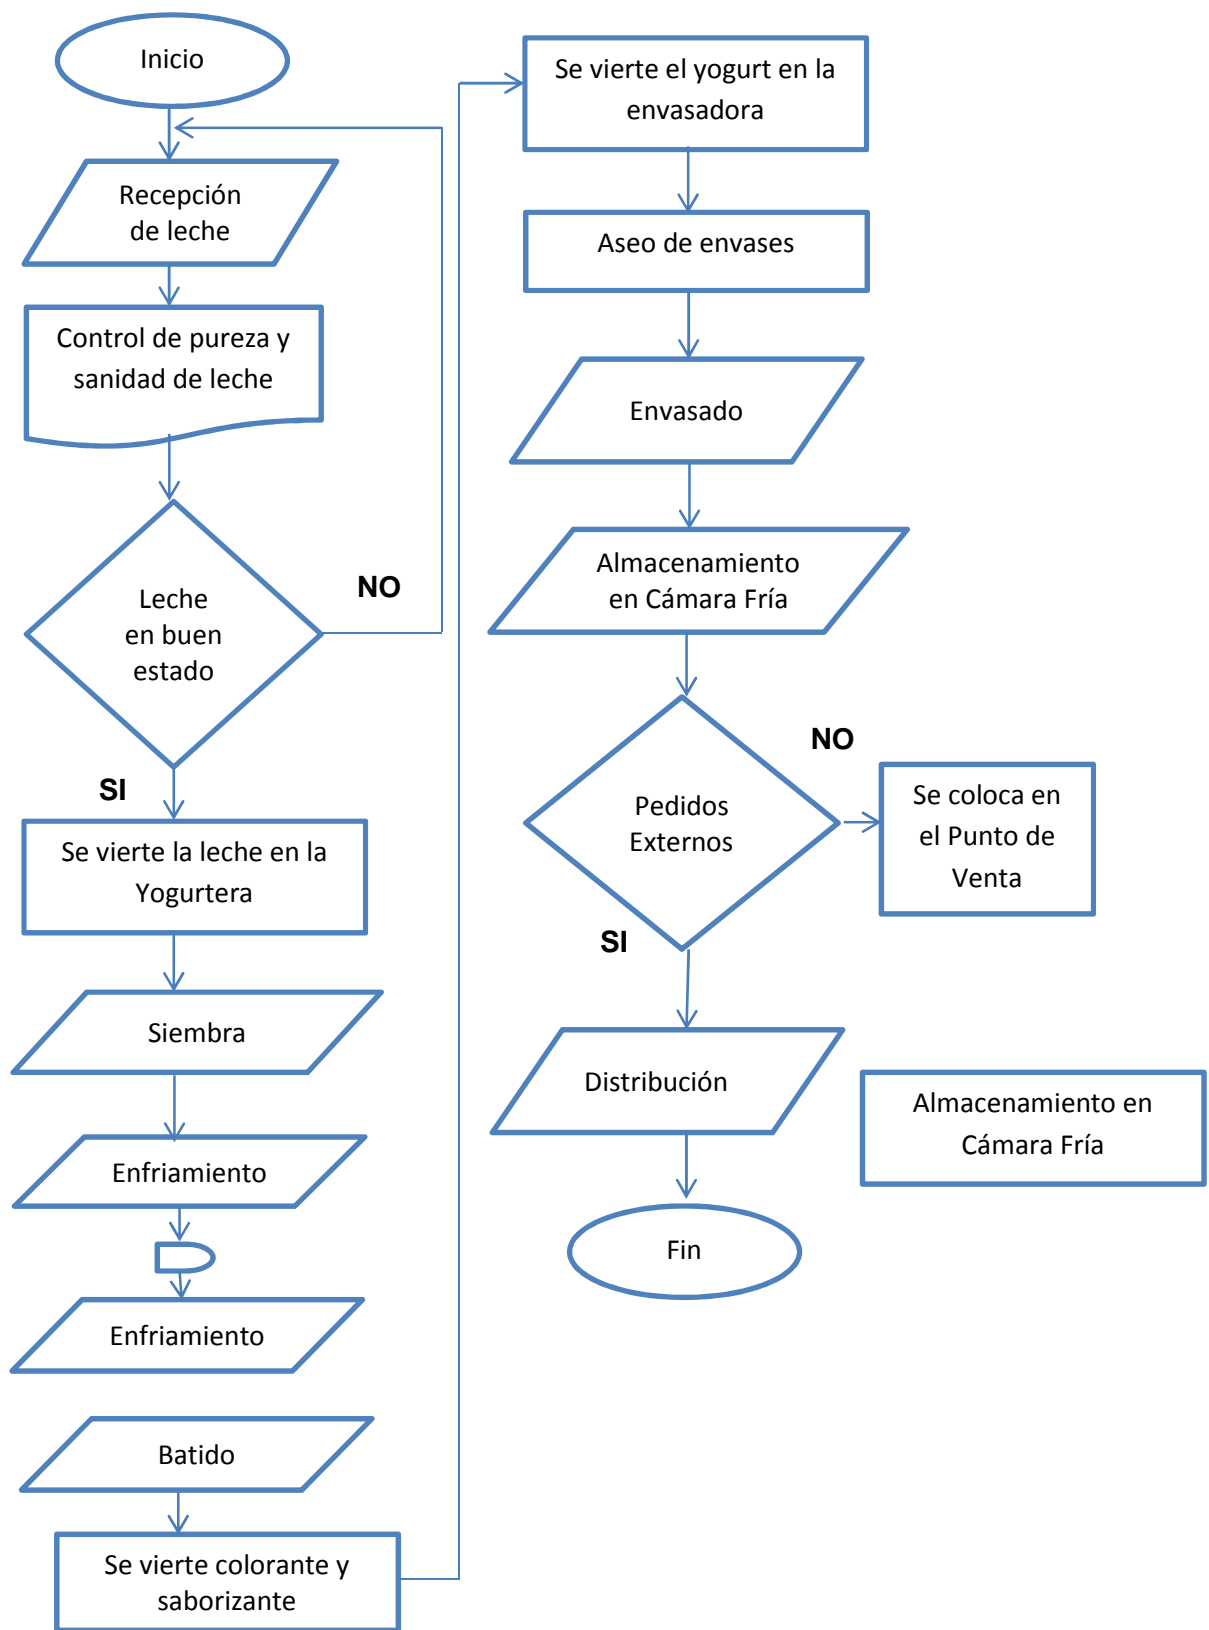 Inicio
Recepción
de leche
Control de pureza y
sanidad de leche
Leche
en buen
estado
NO
SI
Se vierte la leche en la
Yogurtera
Siembra
Enfriamiento
Enfriamiento
Batido
Se vierte colorante y
saborizante
Se vierte el yogurt en la
envasadora
Aseo de envases
Envasado
Almacenamiento
en Cámara Fría
Pedidos
Externos
NO
Se coloca en
el Punto de
Venta
SI
Distribución
Almacenamiento en
Cámara Fría
Fin